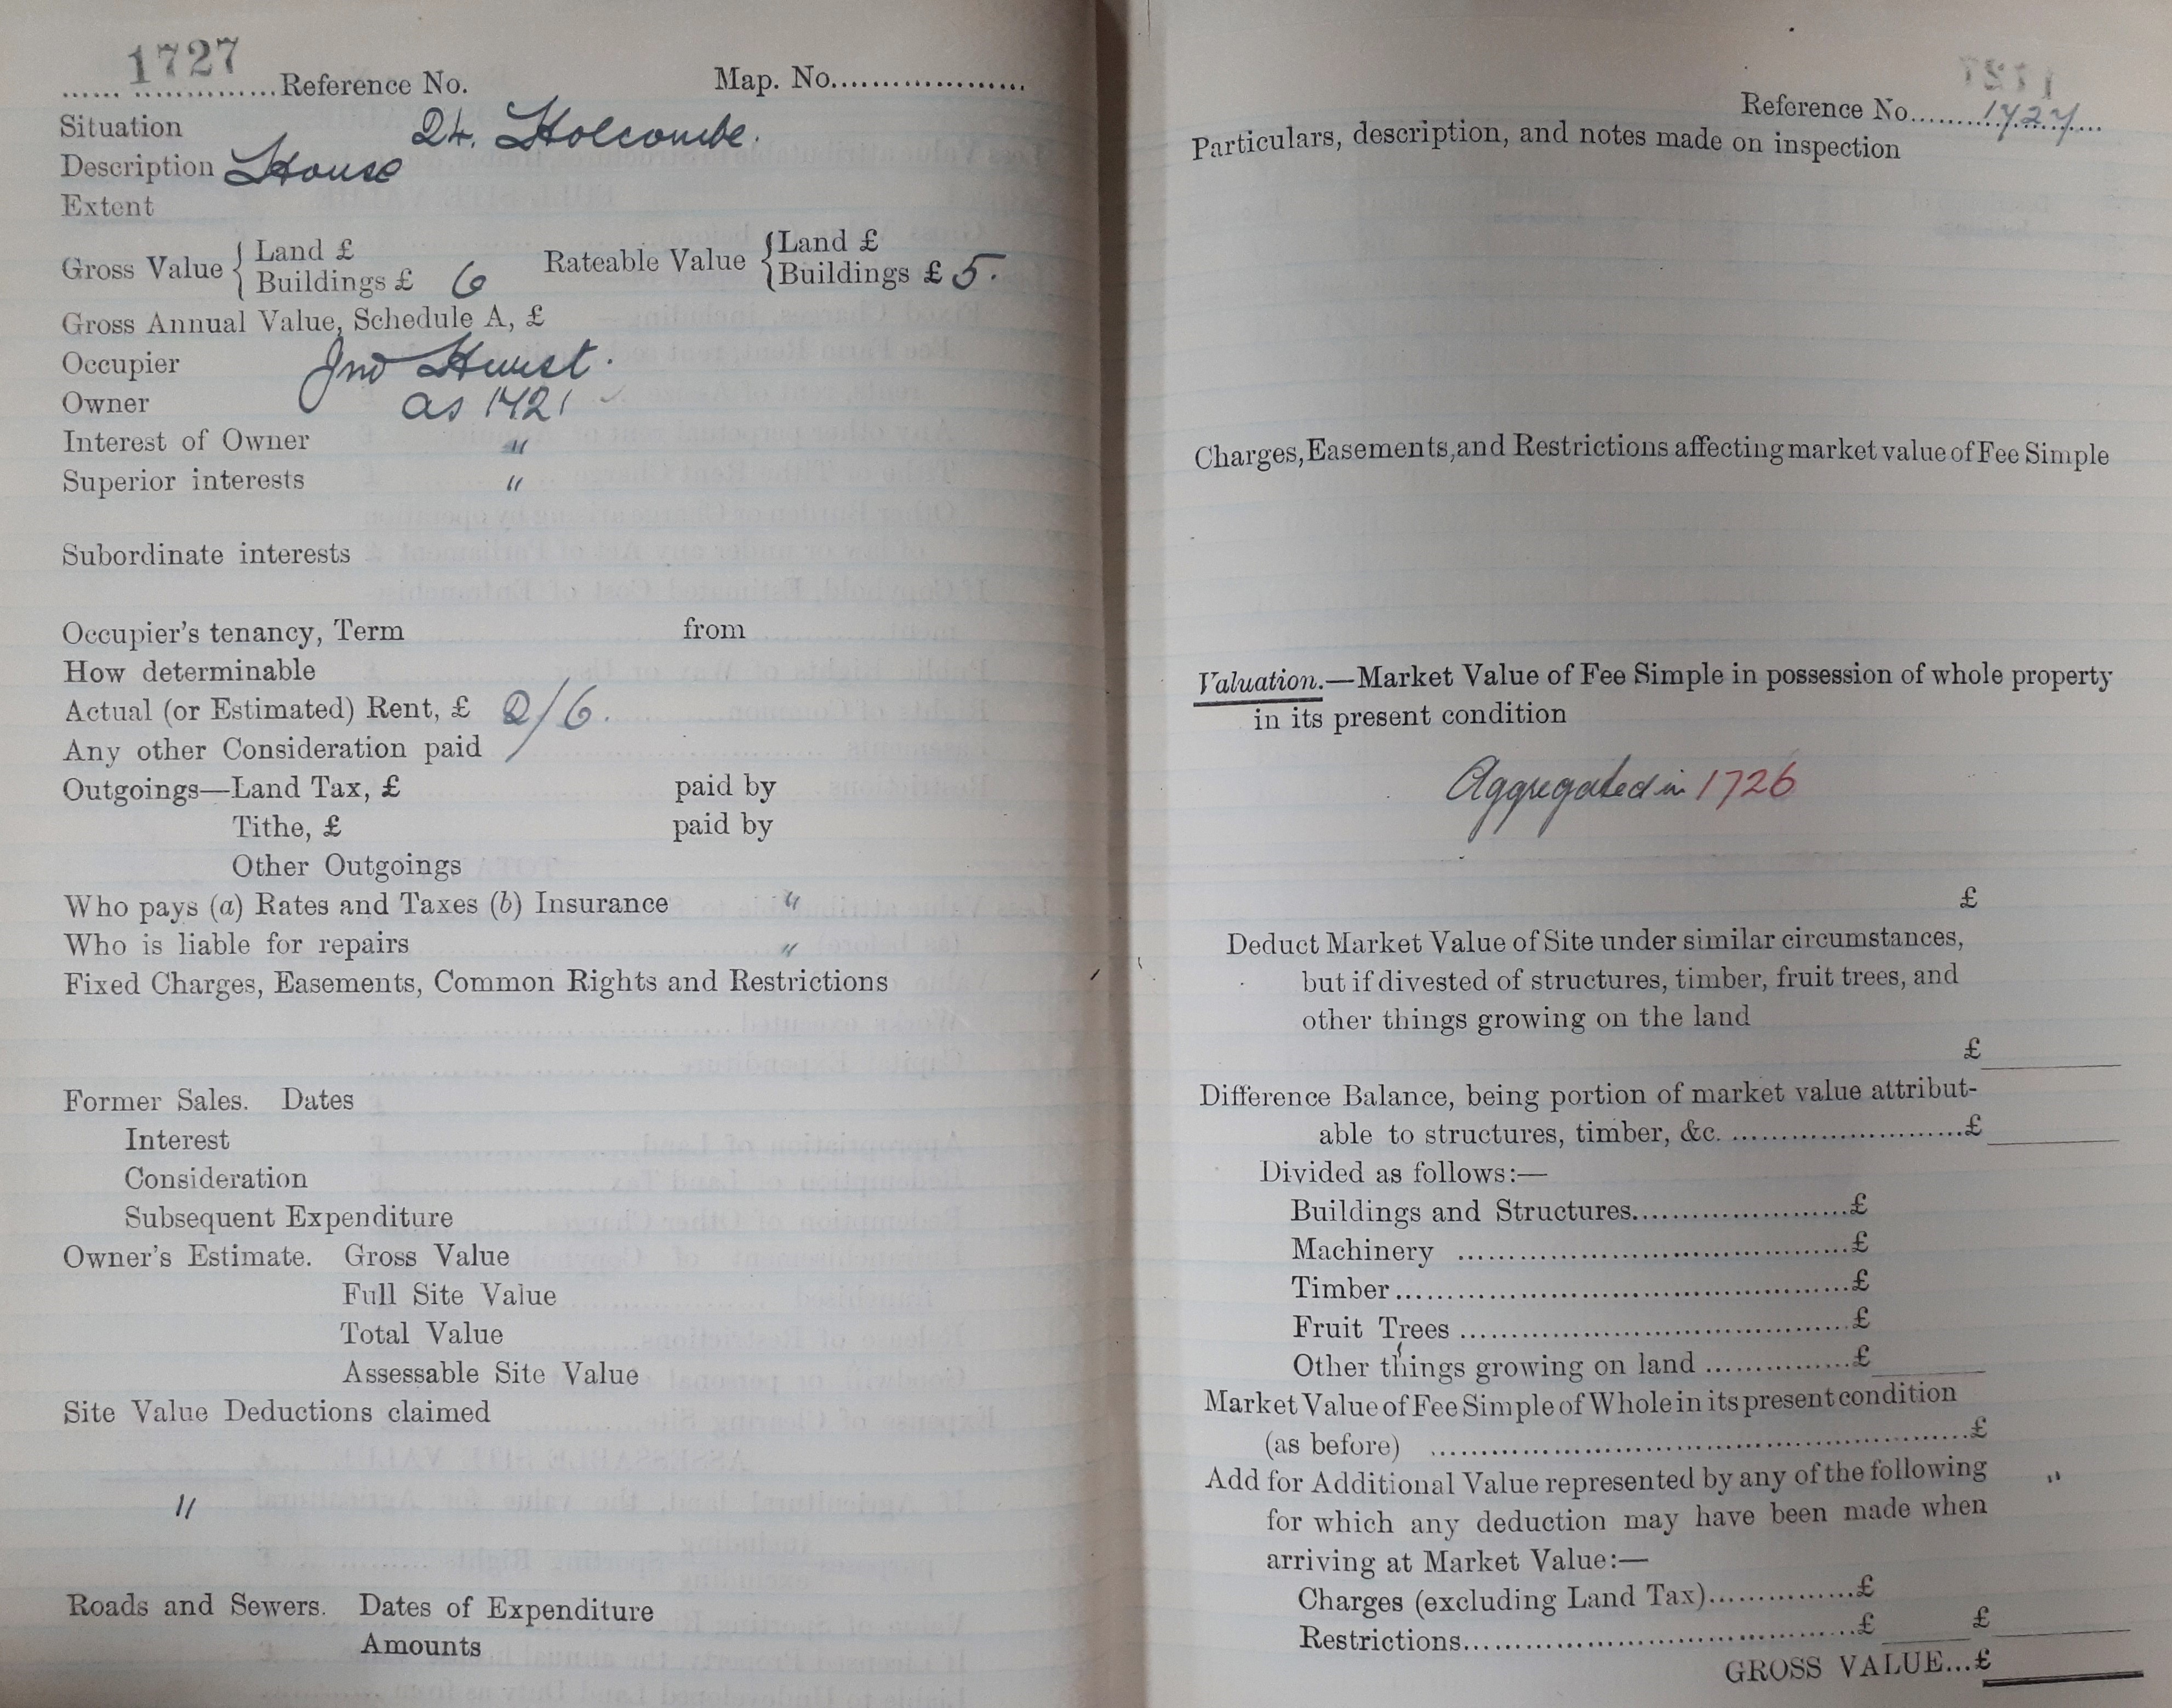 1727
Reference No. Map. No.
Situation 24. Holcombe.
Description House
Extent
Gross Value { Land £ Rateable Value { Land £
Buildings £ 6 Buildings £ 5.
Gross Annual Value, Schedule A, £
Occupier Jno Hurst.
Owner as 1421
Interest of Owner "
Superior interests "
Subordinate interests
Occupier's tenancy, Term from
How determinable
Actual (or Estimated) Rent, £ 2/6.
Any other Consideration paid
Outgoings—Land Tax, £ paid by
Tithe, £ paid by
Other Outgoings
Who pays (a) Rates and Taxes (b) Insurance "
Who is liable for repairs "
Fixed Charges, Easements, Common Rights and Restrictions
Former Sales. Dates
Interest
Consideration
Subsequent Expenditure
Owner's Estimate. Gross Value
Full Site Value
Total Value
Assessable Site Value
Site Value Deductions claimed
"
Roads and Sewers. Dates of Expenditure
Amounts
Reference No. 1727
Particulars, description, and notes made on inspection
Charges, Easements, and Restrictions affecting market value of Fee Simple
Valuation.—Market Value of Fee Simple in possession of whole property
in its present condition
Aggregated in 1726
£
Deduct Market Value of Site under similar circumstances,
but if divested of structures, timber, fruit trees, and
other things growing on the land
£
Difference Balance, being portion of market value attribut-
able to structures, timber, &c. £
Divided as follows:—
Buildings and Structures £
Machinery £
Timber £
Fruit Trees £
Other things growing on land £
Market Value of Fee Simple of Whole in its present condition
(as before) £
Add for Additional Value represented by any of the following "
for which any deduction may have been made when
arriving at Market Value:—
Charges (excluding Land Tax) £
Restrictions £ £
GROSS VALUE...£